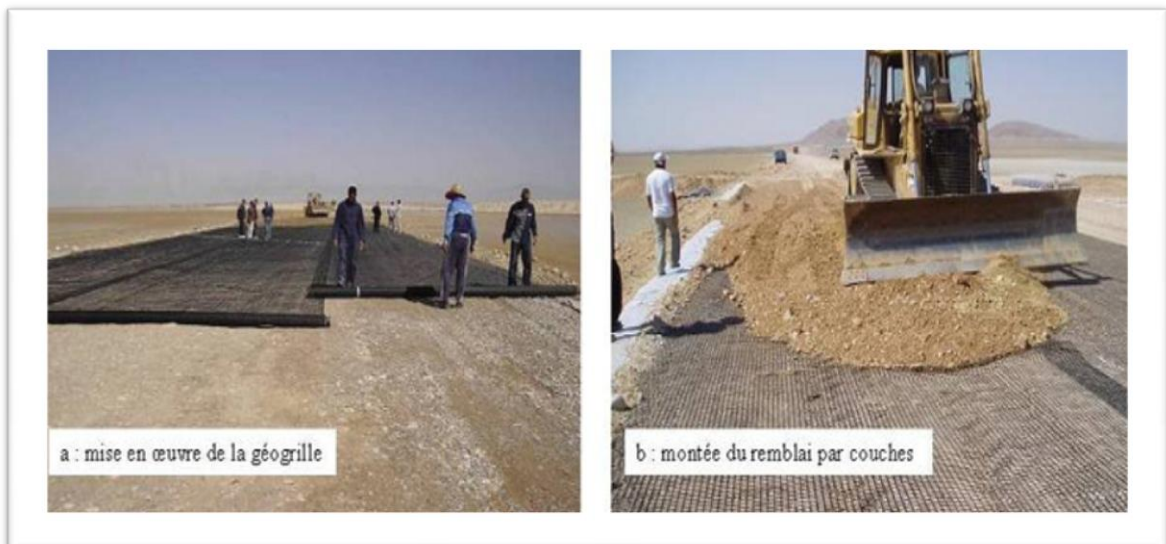 a : mise en œuvre de la géogrille
b : montée du remblai par couches